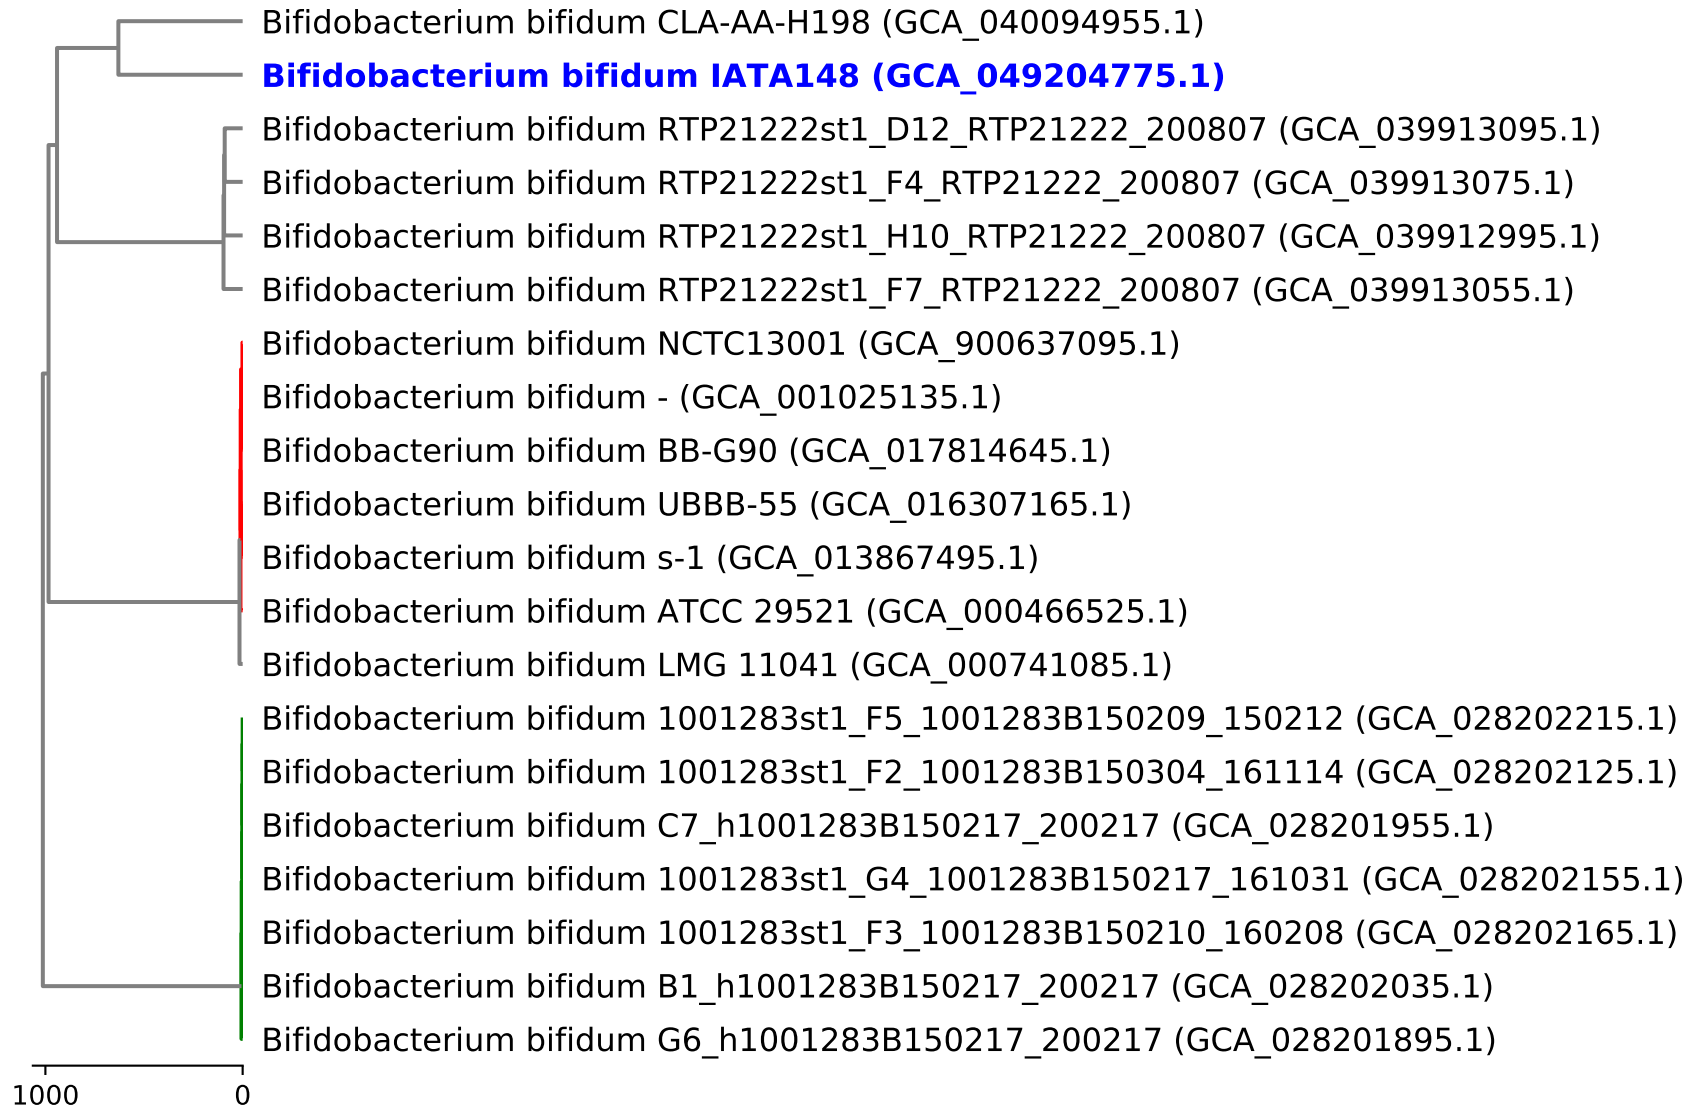 Bifidobacterium bifidum CLA-AA-H198 (GCA_040094955.1)
Bifidobacterium bifidum IATA148 (GCA_049204775.1)
Bifidobacterium bifidum RTP21222st1_D12_RTP21222_200807 (GCA_039913095.1)
Bifidobacterium bifidum RTP21222st1_F4_RTP21222_200807 (GCA_039913075.1)
Bifidobacterium bifidum RTP21222st1_H10_RTP21222_200807 (GCA_039912995.1)
Bifidobacterium bifidum RTP21222st1_F7_RTP21222_200807 (GCA_039913055.1)
Bifidobacterium bifidum NCTC13001 (GCA_900637095.1)
Bifidobacterium bifidum - (GCA_001025135.1)
Bifidobacterium bifidum BB-G90 (GCA_017814645.1)
Bifidobacterium bifidum UBBB-55 (GCA_016307165.1)
Bifidobacterium bifidum s-1 (GCA_013867495.1)
Bifidobacterium bifidum ATCC 29521 (GCA_000466525.1)
Bifidobacterium bifidum LMG 11041 (GCA_000741085.1)
Bifidobacterium bifidum 1001283st1_F5_1001283B150209_150212 (GCA_028202215.1)
Bifidobacterium bifidum 1001283st1_F2_1001283B150304_161114 (GCA_028202125.1)
Bifidobacterium bifidum C7_h1001283B150217_200217 (GCA_028201955.1)
Bifidobacterium bifidum 1001283st1_G4_1001283B150217_161031 (GCA_028202155.1)
Bifidobacterium bifidum 1001283st1_F3_1001283B150210_160208 (GCA_028202165.1)
Bifidobacterium bifidum B1_h1001283B150217_200217 (GCA_028202035.1)
Bifidobacterium bifidum G6_h1001283B150217_200217 (GCA_028201895.1)
1000 0